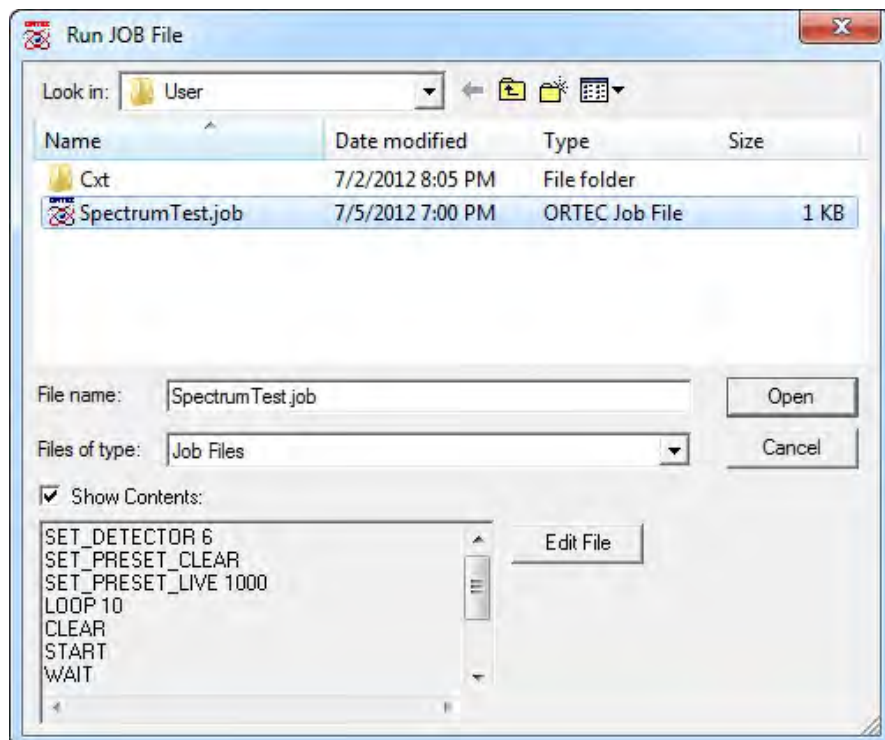 ORTEC
Run JOB File
X
Look in: User
Name Date modified Type Size
Cxt 7/2/2012 8:05 PM File folder
ORTEC
SpectrumTest.job 7/5/2012 7:00 PM ORTEC Job File 1 KB
File name: SpectrumTest.job Open
Files of type: Job Files Cancel
Show Contents:
SET_DETECTOR 6 Edit File
SET_PRESET_CLEAR
SET_PRESET_LIVE 1000
LOOP 10
CLEAR
START
WAIT